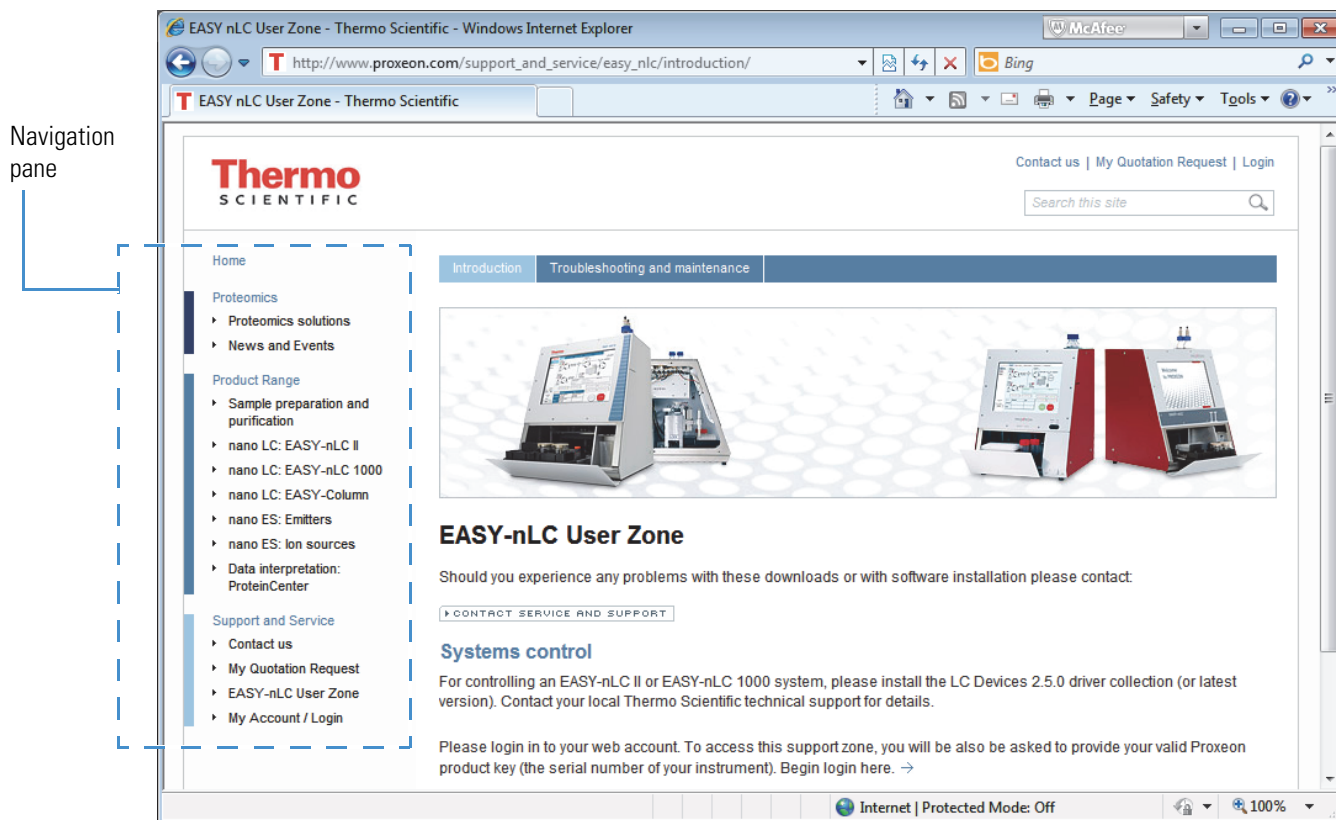 EASY nLC User Zone - Thermo Scientific - Windows Internet Explorer
McAfee
http://www.proxeon.com/support_and_service/easy_nlc/introduction/
Bing
EASY nLC User Zone - Thermo Scientific
Page
Safety
Tools
Navigation
pane
Thermo
SCIENTIFIC
Contact us | My Quotation Request | Login
Search this site
Home
Introduction
Troubleshooting and maintenance
Proteomics
Proteomics solutions
News and Events
Product Range
Sample preparation and
purification
nano LC: EASY-nLC II
nano LC: EASY-nLC 1000
nano LC: EASY-Column
nano ES: Emitters
nano ES: Ion sources
Data interpretation:
ProteinCenter
Support and Service
Contact us
My Quotation Request
EASY-nLC User Zone
My Account / Login
EASY-nLC User Zone
Should you experience any problems with these downloads or with software installation please contact:
CONTACT SERVICE AND SUPPORT
Systems control
For controlling an EASY-nLC II or EASY-nLC 1000 system, please install the LC Devices 2.5.0 driver collection (or latest
version). Contact your local Thermo Scientific technical support for details.
Please login in to your web account. To access this support zone, you will be also be asked to provide your valid Proxeon
product key (the serial number of your instrument). Begin login here. →
Internet | Protected Mode: Off
100%